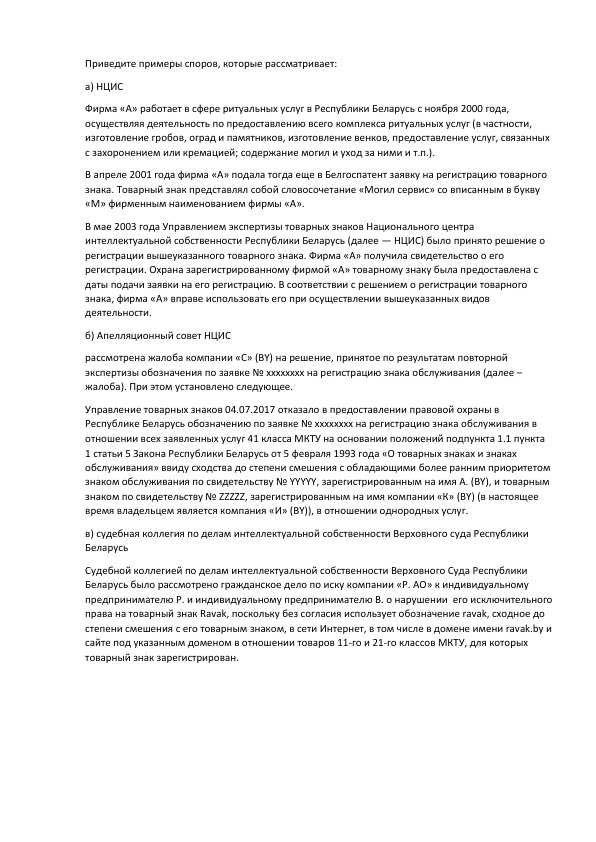 Приведите примеры споров, которые рассматривает:
а) НЦИС
Фирма «А» работает в сфере ритуальных услуг в Республики Беларусь с ноября 2000 года,
осуществляя деятельность по предоставлению всего комплекса ритуальных услуг (в частности,
изготовление гробов, оград и памятников, изготовление венков, предоставление услуг, связанных
с захоронением или кремацией; содержание могил и уход за ними и т.п.).
В апреле 2001 года фирма «А» подала тогда еще в Белгоспатент заявку на регистрацию товарного
знака. Товарный знак представлял собой словосочетание «Могил сервис» со вписанным в букву
«М» фирменным наименованием фирмы «А».
В мае 2003 года Управлением экспертизы товарных знаков Национального центра
интеллектуальной собственности Республики Беларусь (далее — НЦИС) было принято решение о
регистрации вышеуказанного товарного знака. Фирма «А» получила свидетельство о его
регистрации. Охрана зарегистрированному фирмой «А» товарному знаку была предоставлена с
даты подачи заявки на его регистрацию. В соответствии с решением о регистрации товарного
знака, фирма «А» вправе использовать его при осуществлении вышеуказанных видов
деятельности.
б) Апелляционный совет НЦИС
рассмотрена жалоба компании «С» (BY) на решение, принятое по результатам повторной
экспертизы обозначения по заявке № xxxxxxxx на регистрацию знака обслуживания (далее –
жалоба). При этом установлено следующее.
Управление товарных знаков 04.07.2017 отказало в предоставлении правовой охраны в
Республике Беларусь обозначению по заявке № xxxxxxxx на регистрацию знака обслуживания в
отношении всех заявленных услуг 41 класса МКТУ на основании положений подпункта 1.1 пункта
1 статьи 5 Закона Республики Беларусь от 5 февраля 1993 года «О товарных знаках и знаках
обслуживания» ввиду сходства до степени смешения с обладающими более ранним приоритетом
знаком обслуживания по свидетельству № YYYYY, зарегистрированным на имя А. (BY), и товарным
знаком по свидетельству № ZZZZZ, зарегистрированным на имя компании «К» (BY) (в настоящее
время владельцем является компания «И» (BY)), в отношении однородных услуг.
в) судебная коллегия по делам интеллектуальной собственности Верховного суда Республики
Беларусь
Судебной коллегией по делам интеллектуальной собственности Верховного Суда Республики
Беларусь было рассмотрено гражданское дело по иску компании «Р. АО» к индивидуальному
предпринимателю Р. и индивидуальному предпринимателю В. о нарушении  его исключительного
права на товарный знак Ravak, поскольку без согласия использует обозначение ravak, сходное до
степени смешения с его товарным знаком, в сети Интернет, в том числе в домене имени ravak.by и
сайте под указанным доменом в отношении товаров 11-го и 21-го классов МКТУ, для которых
товарный знак зарегистрирован.